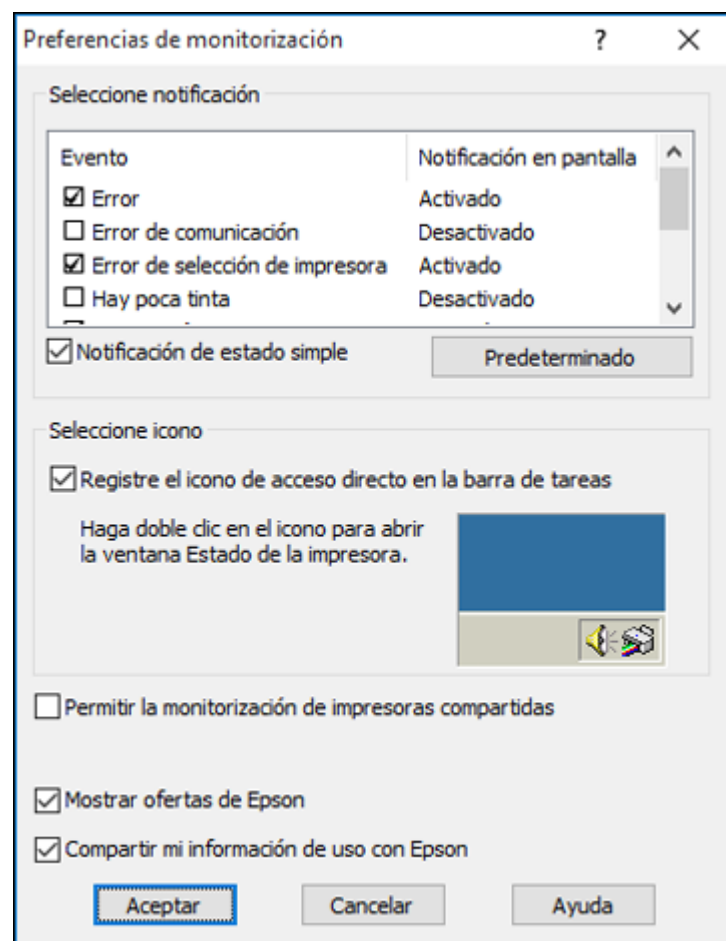 Preferencias de monitorización
Seleccione notificación
Evento Notificación en pantalla
Error Activado
Error de comunicación Desactivado
Error de selección de impresora Activado
Hay poca tinta Desactivado
Notificación de estado simple Predeterminado
Seleccione icono
Registre el icono de acceso directo en la barra de tareas
Haga doble clic en el icono para abrir
la ventana Estado de la impresora.
Permitir la monitorización de impresoras compartidas
Mostrar ofertas de Epson
Compartir mi información de uso con Epson
Aceptar Cancelar Ayuda